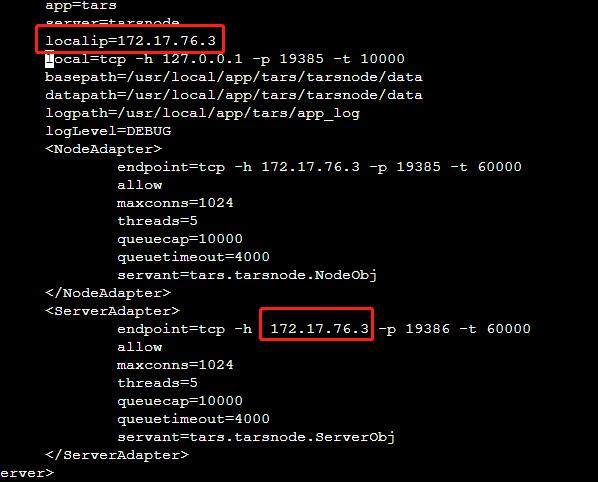 app=tars
server=tarsnode
localip=172.17.76.3
local=tcp -h 127.0.0.1 -p 19385 -t 10000
basepath=/usr/local/app/tars/tarsnode/data
datapath=/usr/local/app/tars/tarsnode/data
logpath=/usr/local/app/tars/app_log
logLevel=DEBUG
<NodeAdapter>
endpoint=tcp -h 172.17.76.3 -p 19385 -t 60000
allow
maxconns=1024
threads=5
queuecap=10000
queuetimeout=4000
servant=tars.tarsnode.NodeObj
</NodeAdapter>
<ServerAdapter>
endpoint=tcp -h 172.17.76.3 -p 19386 -t 60000
allow
maxconns=1024
threads=5
queuecap=10000
queuetimeout=4000
servant=tars.tarsnode.ServerObj
</ServerAdapter>
erver>